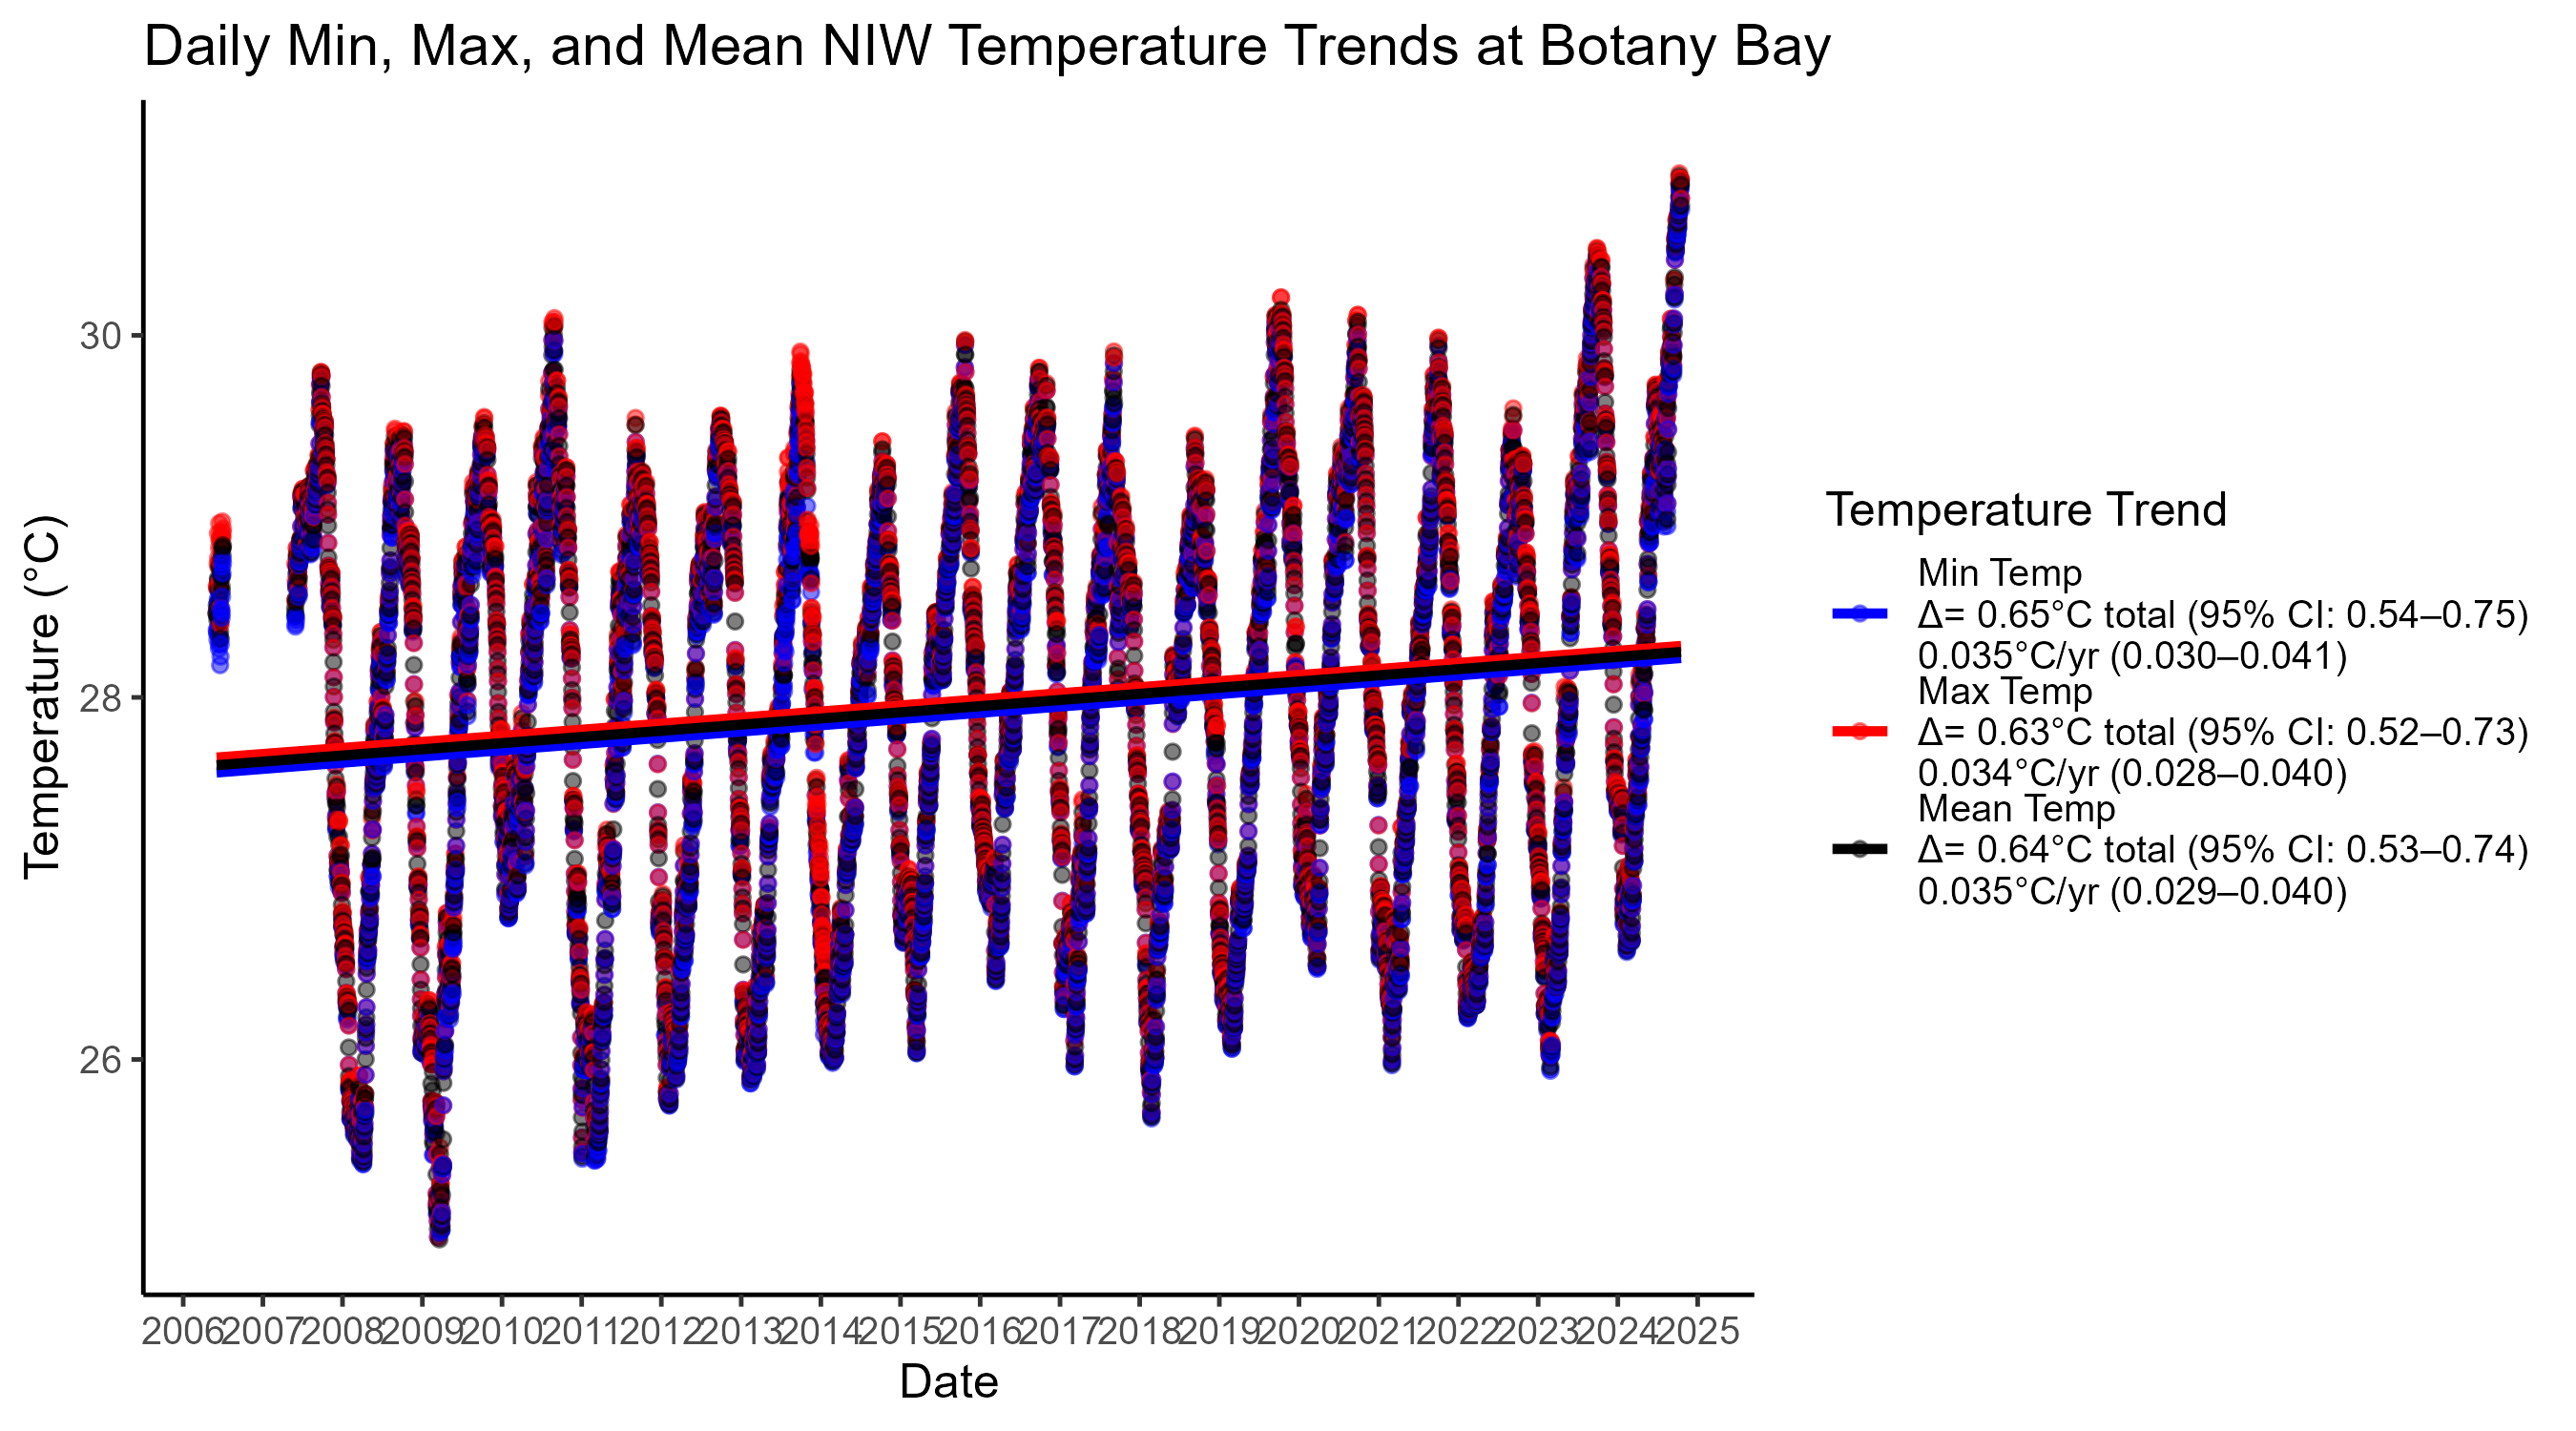 Daily Min, Max, and Mean NIW Temperature Trends at Botany Bay
Temperature (°C)
30
28
26
2006 2007 2008 2009 2010 2011 2012 2013 2014 2015 2016 2017 2018 2019 2020 2021 2022 2023 2024 2025
Date
Temperature Trend
Min Temp
Δ= 0.65°C total (95% CI: 0.54–0.75)
0.035°C/yr (0.030–0.041)
Max Temp
Δ= 0.63°C total (95% CI: 0.52–0.73)
0.034°C/yr (0.028–0.040)
Mean Temp
Δ= 0.64°C total (95% CI: 0.53–0.74)
0.035°C/yr (0.029–0.040)